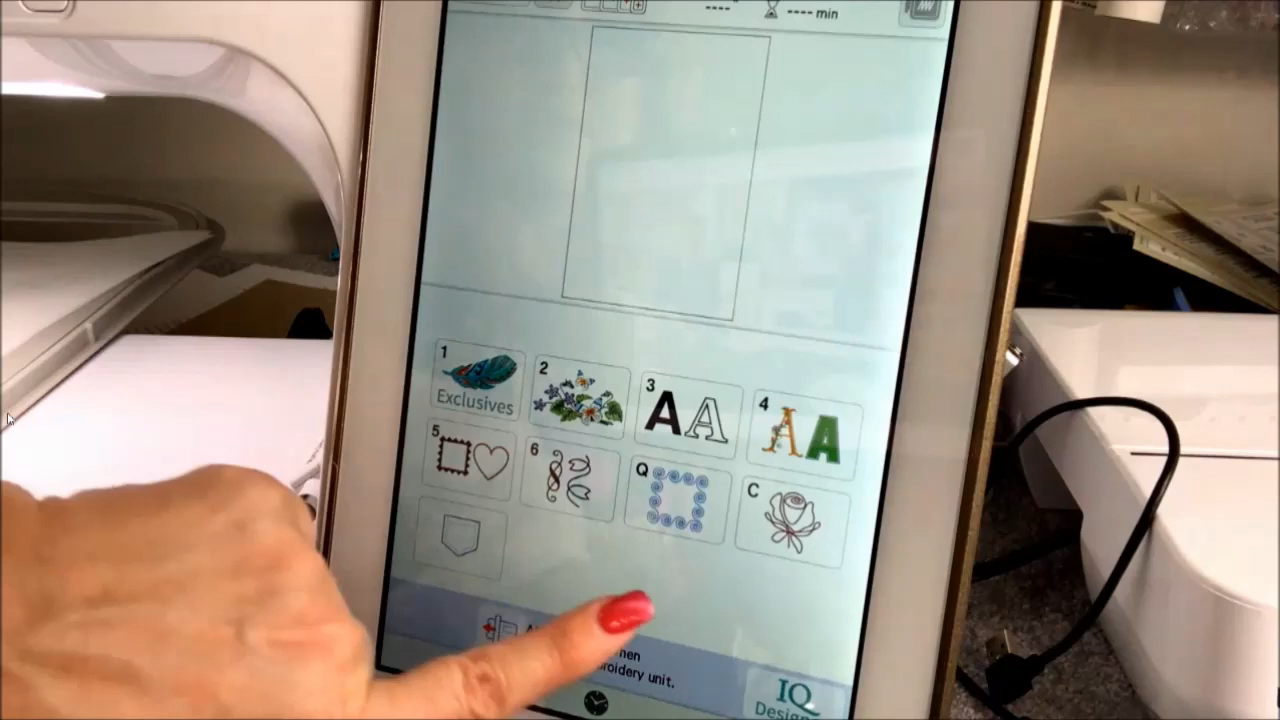 ---- ---- min
1
Exclusives
2
3 AA
4 AA
5
6
Q
C
oidery unit.
IQ
Design